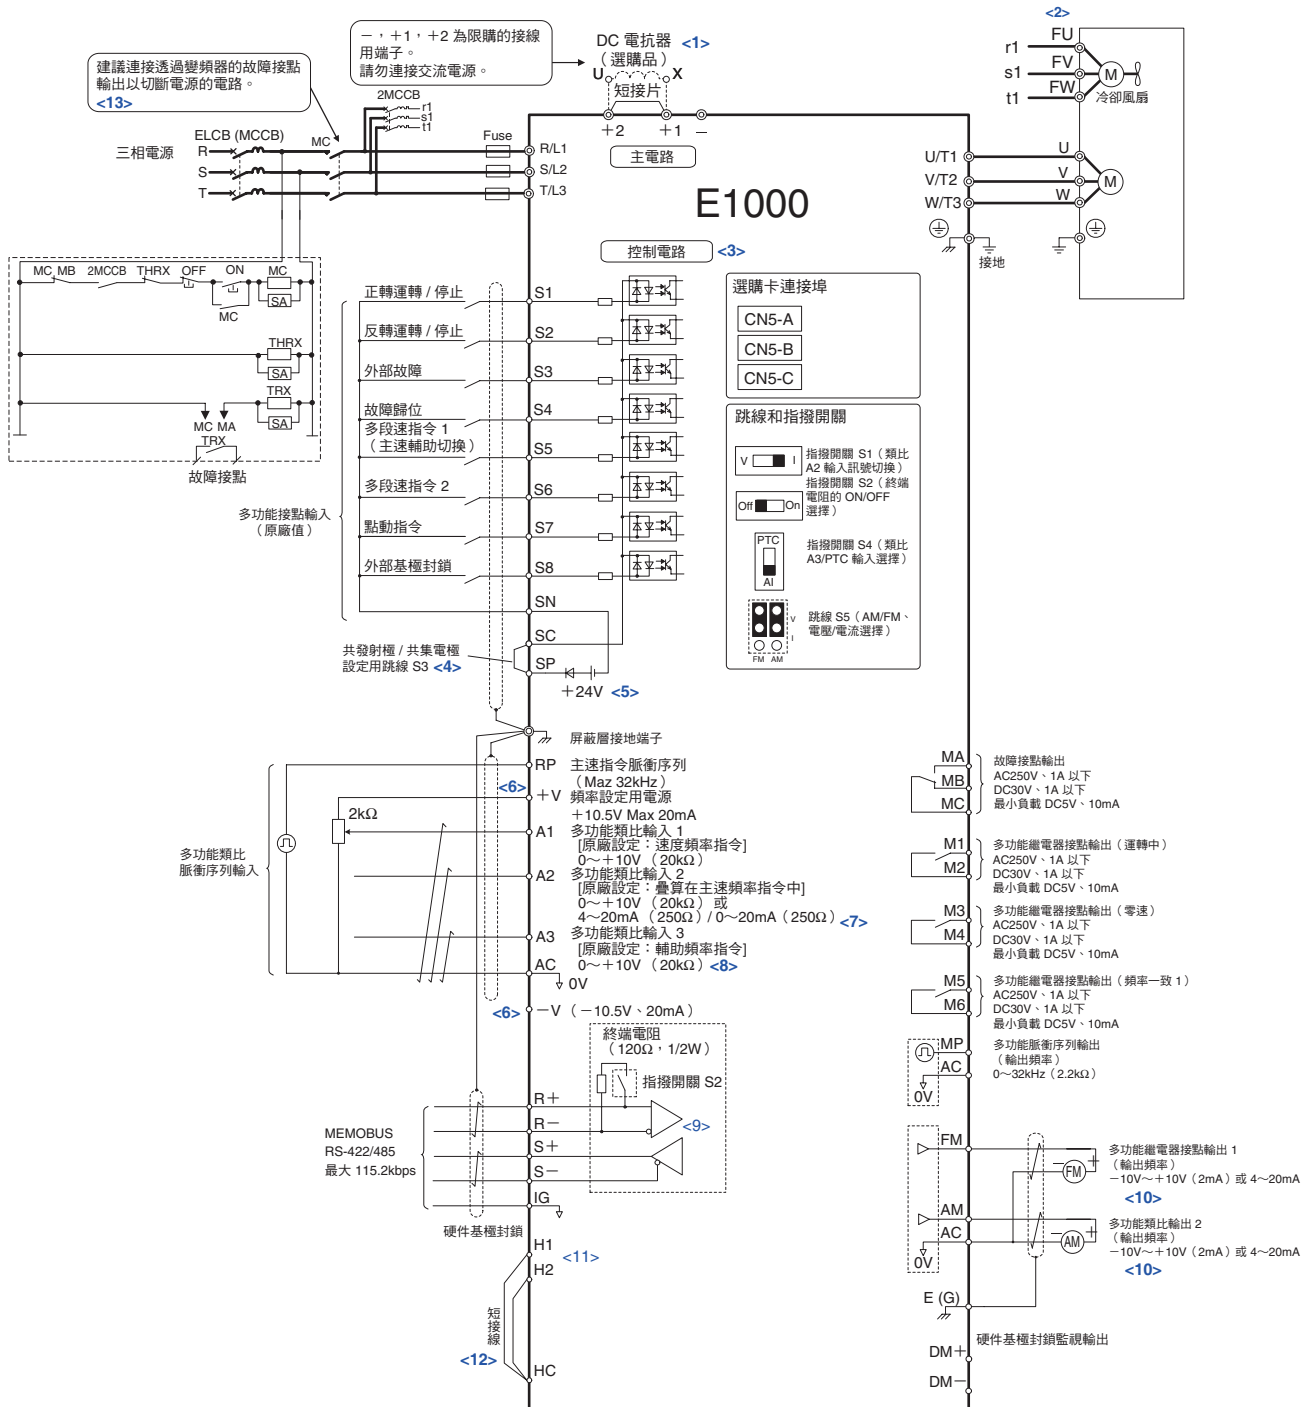 <2>
FU
r1
FV
s1
M
FW
t1
冷卻風扇
－，＋1，＋2 為限購的接線
用端子。
請勿連接交流電源。
DC 電抗器 <1>
（選購品）
U X
短接片
＋2 ＋1 －
主電路
建議連接透過變頻器的故障接點
輸出以切斷電源的電路。
<13>
2MCCB
r1
s1
t1
ELCB (MCCB)
MC
Fuse
三相電源
R
S
T
R/L1
S/L2
T/L3
E1000
U/T1
V/T2
W/T3
U
V
W
M
接地
控制電路 <3>
MC MB 2MCCB THRX OFF ON MC
SA
MC
THRX
SA
TRX
SA
MC MA
TRX
故障接點
正轉運轉 / 停止 S1
反轉運轉 / 停止 S2
外部故障 S3
故障歸位 S4
多段速指令 1
（主速輔助切換） S5
多段速指令 2 S6
點動指令 S7
外部基極封鎖 S8
多功能接點輸入
（原廠值）
SN
SC
SP
共發射極 / 共集電極
設定用跳線 S3 <4>
＋24V <5>
選購卡連接埠
CN5-A
CN5-B
CN5-C
跳線和指撥開關
V I
指撥開關 S1（類比
A2 輸入訊號切換）
Off On
指撥開關 S2（終端
電阻的 ON/OFF
選擇）
PTC
AI
指撥開關 S4（類比
A3/PTC 輸入選擇）
V
I
FM AM
跳線 S5（AM/FM、
電壓/電流選擇）
屏蔽層接地端子
RP 主速指令脈衝序列
（Maz 32kHz）
<6>
＋V 頻率設定用電源
＋10.5V Max 20mA
2kΩ
A1 多功能類比輸入 1
[原廠設定：速度頻率指令]
0～＋10V （20kΩ）
A2 多功能類比輸入 2
[原廠設定：疊算在主速頻率指令中]
0～＋10V （20kΩ）或
4～20mA （250Ω）/ 0～20mA（250Ω） <7>
A3 多功能類比輸入 3
[原廠設定：輔助頻率指令]
0～＋10V （20kΩ） <8>
AC
0V
多功能類比
脈衝序列輸入
<6> －V （－10.5V、20mA）
終端電阻
（120Ω，1/2W）
指撥開關 S2
R＋
R－
S＋
S－
IG
<9>
MEMOBUS
RS-422/485
最大 115.2kbps
硬件基極封鎖
H1 <11>
H2
短接線
<12>
HC
MA
MB
MC
故障接點輸出
AC250V、1A 以下
DC30V、1A 以下
最小負載 DC5V、10mA
M1
M2
多功能繼電器接點輸出（運轉中）
AC250V、1A 以下
DC30V、1A 以下
最小負載 DC5V、10mA
M3
M4
多功能繼電器接點輸出（零速）
AC250V、1A 以下
DC30V、1A 以下
最小負載 DC5V、10mA
M5
M6
多功能繼電器接點輸出（頻率一致 1）
AC250V、1A 以下
DC30V、1A 以下
最小負載 DC5V、10mA
MP
AC
0V
多功能脈衝序列輸出
（輸出頻率）
0～32kHz（2.2kΩ）
FM
－ ＋
FM
多功能繼電器接點輸出 1
（輸出頻率）
－10V～＋10V（2mA）或 4～20mA
<10>
AM
AC
0V
－ ＋
AM
多功能類比輸出 2
（輸出頻率）
－10V～＋10V（2mA）或 4～20mA
<10>
E (G)
硬件基極封鎖監視輸出
DM＋
DM－